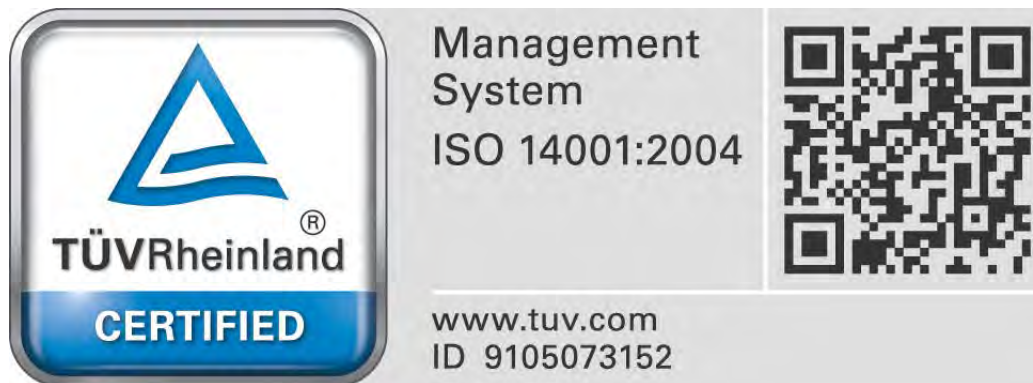 TÜVRheinland®
CERTIFIED
Management
System
ISO 14001:2004
www.tuv.com
ID 9105073152